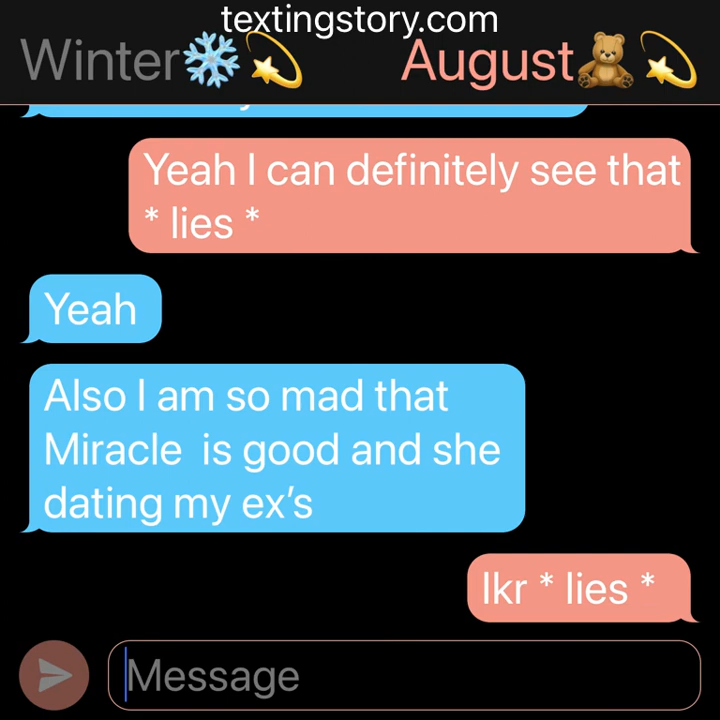 textingstory.com
Winter❄️💫 August🧸💫
Yeah I can definitely see that
* lies *
Yeah
Also I am so mad that
Miracle  is good and she
dating my ex’s
Ikr * lies *
Message